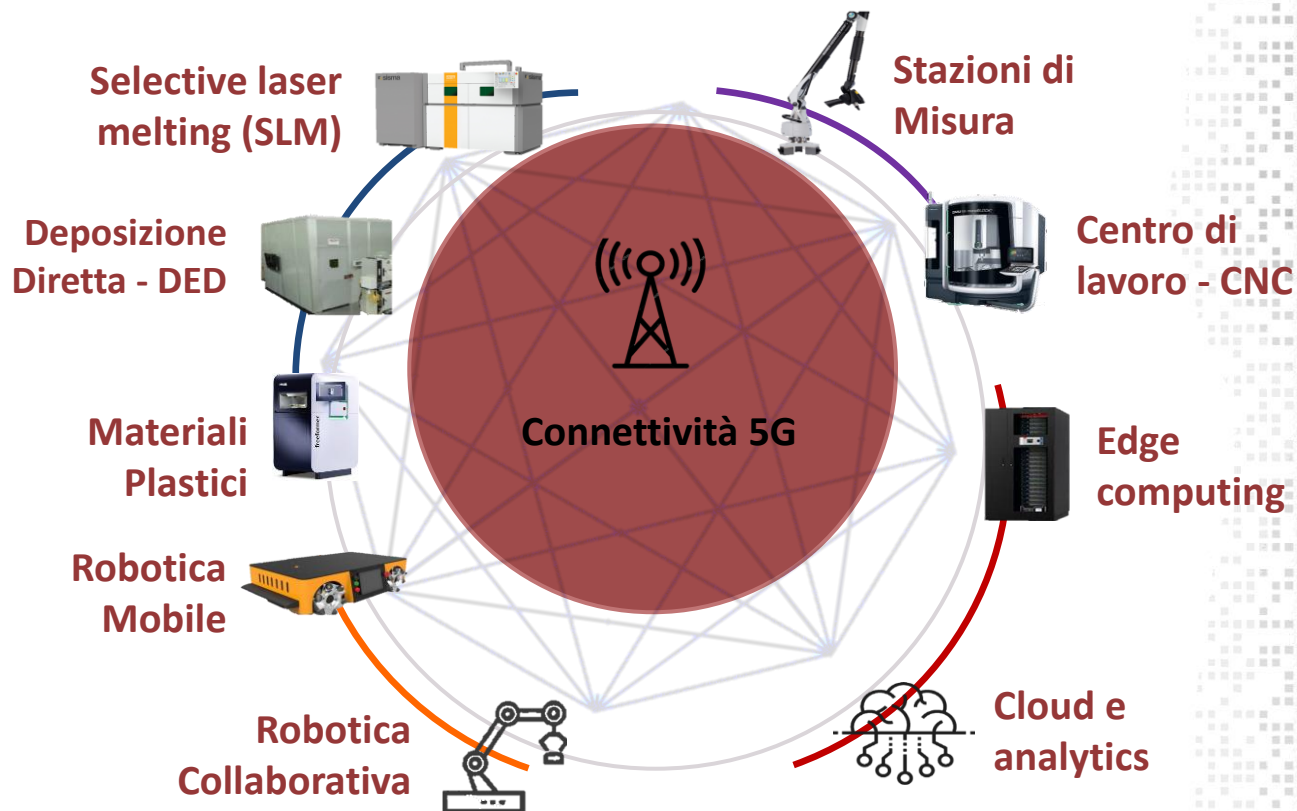 Selective laser
melting (SLM)
Stazioni di
Misura
Deposizione
Diretta - DED
Centro di
lavoro - CNC
Connettività 5G
Materiali
Plastici
freeformer
Edge
computing
Robotica
Mobile
Robotica
Collaborativa
Cloud e
analytics